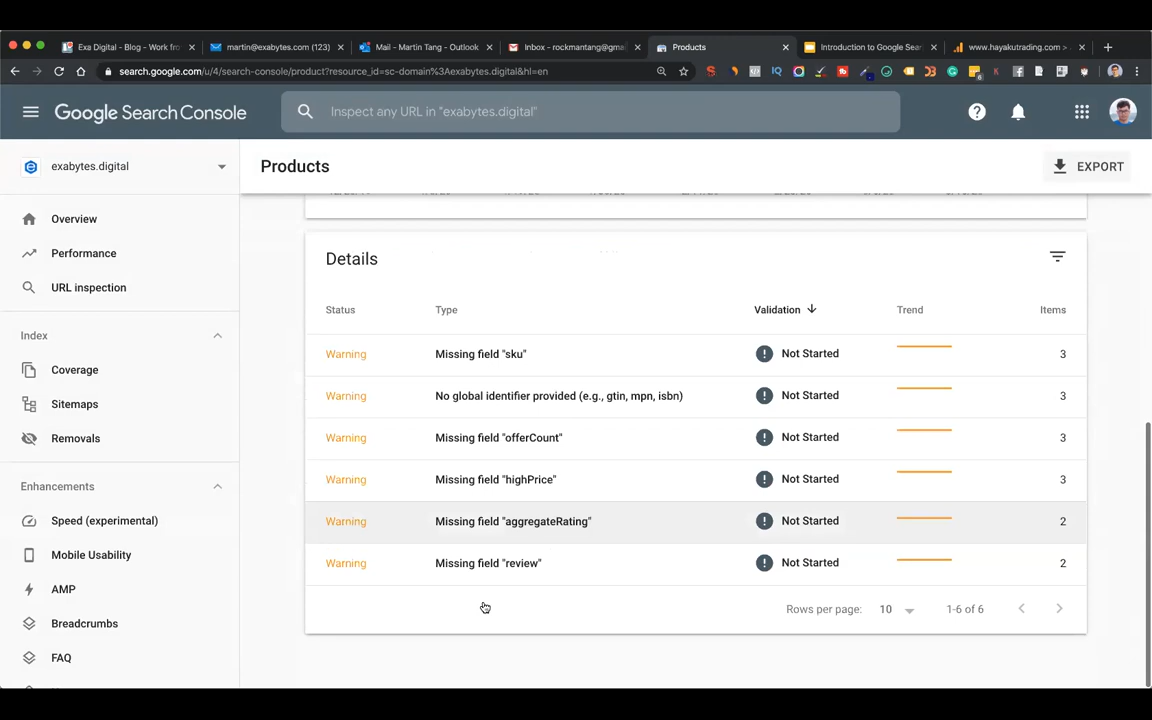 Exa Digital - Blog - Work fr
martin@exabytes.com (123)
Mail - Martin Tang - Outlook
Inbox - rockmantang@gm
Products
Introduction to Google Sea
www.hayakutrading.com >
search.google.com/u/4/search-console/product?resource_id=sc-domain%3Aexabytes.digital&hl=en
Google Search Console
Inspect any URL in "exabytes.digital"
exabytes.digital
Products
EXPORT
Overview
Performance
URL inspection
Index
Coverage
Sitemaps
Removals
Enhancements
Speed (experimental)
Mobile Usability
AMP
Breadcrumbs
FAQ
Details
Status Type Validation Trend Items
Warning Missing field "sku" Not Started 3
Warning No global identifier provided (e.g., gtin, mpn, isbn) Not Started 3
Warning Missing field "offerCount" Not Started 3
Warning Missing field "highPrice" Not Started 3
Warning Missing field "aggregateRating" Not Started 2
Warning Missing field "review" Not Started 2
Rows per page: 10 1-6 of 6